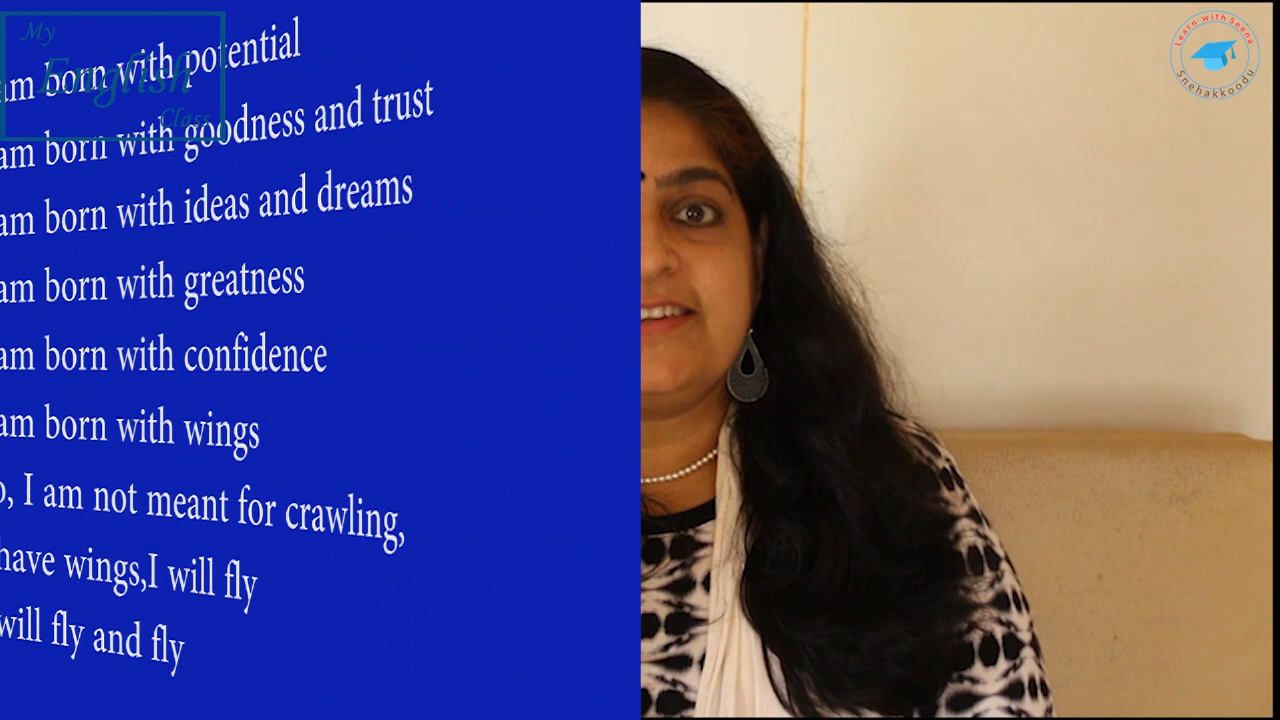 My
English
Class
am born with potential
am born with goodness and trust
am born with ideas and dreams
am born with greatness
am born with confidence
am born with wings
o, I am not meant for crawling,
have wings,I will fly
will fly and fly
Learn with Seena
Snehakkoodu